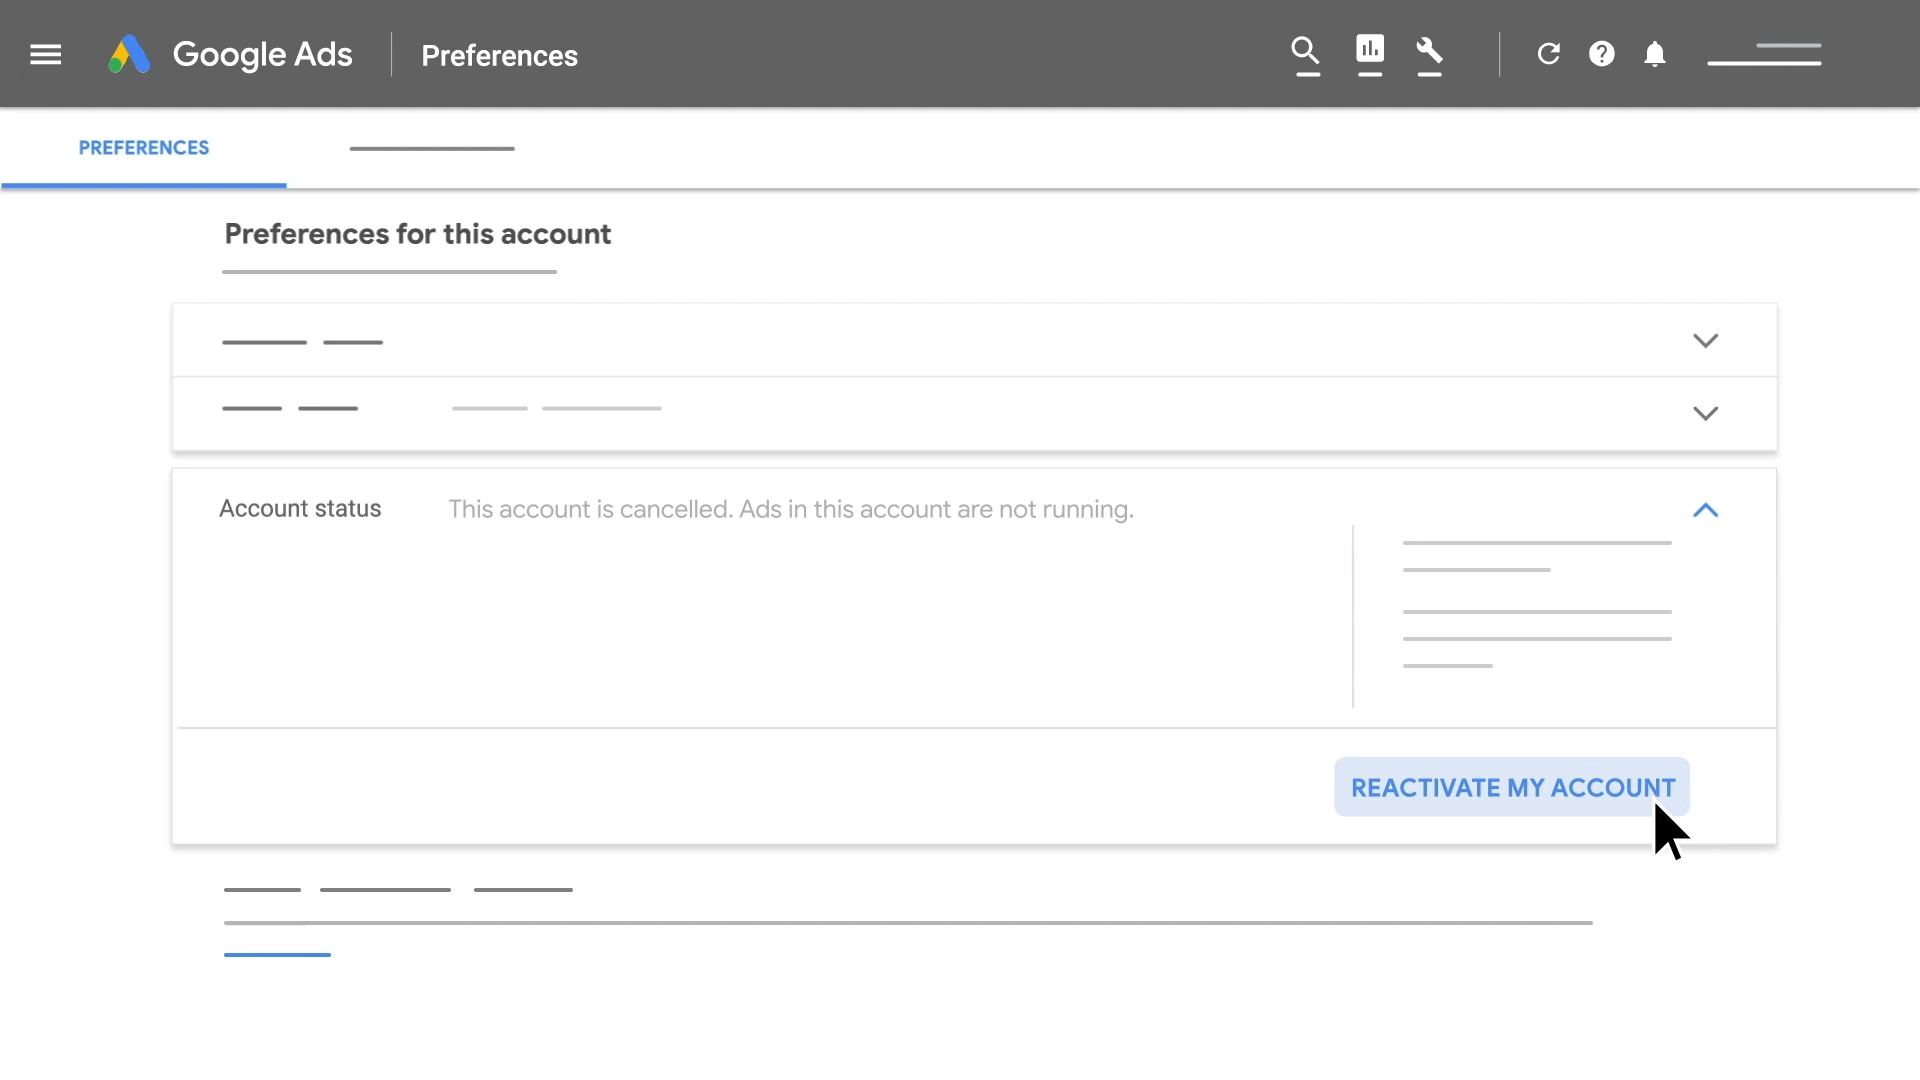 Google Ads
Preferences
PREFERENCES
Preferences for this account
Account status
This account is cancelled. Ads in this account are not running.
REACTIVATE MY ACCOUNT